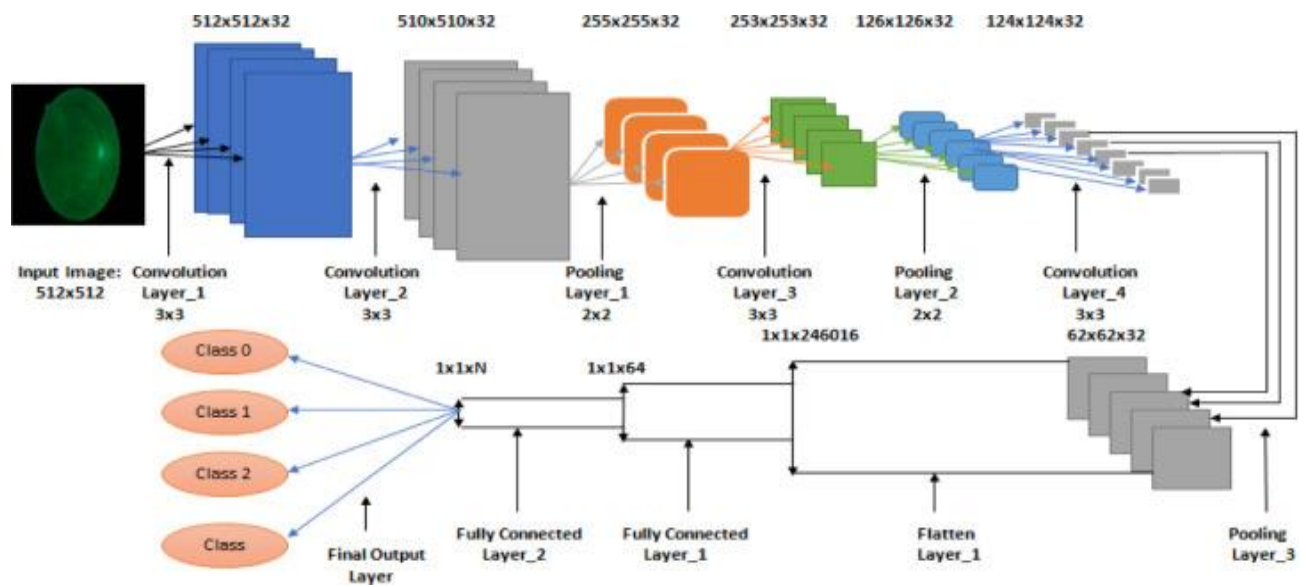 512x512x32 510x510x32 255x255x32 253x253x32 126x126x32 124x124x32
Input Image:
512x512
Convolution
Layer_1
3x3
Convolution
Layer_2
3x3
Pooling
Layer_1
2x2
Convolution
Layer_3
3x3
Pooling
Layer_2
2x2
Convolution
Layer_4
3x3
1x1xN 1x1x64 1x1x246016 62x62x32
Class 0
Class 1
Class 2
Class
Final Output
Layer
Fully Connected
Layer_2
Fully Connected
Layer_1
Flatten
Layer_1
Pooling
Layer_3